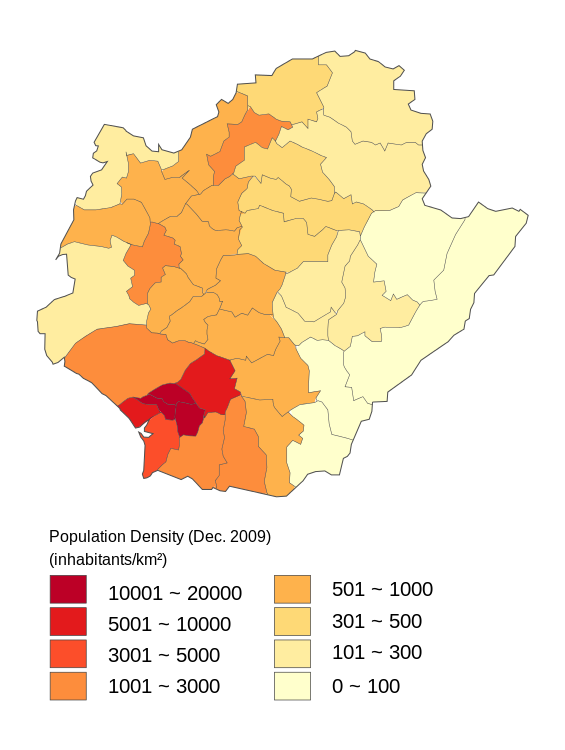 Population Density (Dec. 2009)
(inhabitants/km²)
10001 ~ 20000
5001 ~ 10000
3001 ~ 5000
1001 ~ 3000
501 ~ 1000
301 ~ 500
101 ~ 300
0 ~ 100